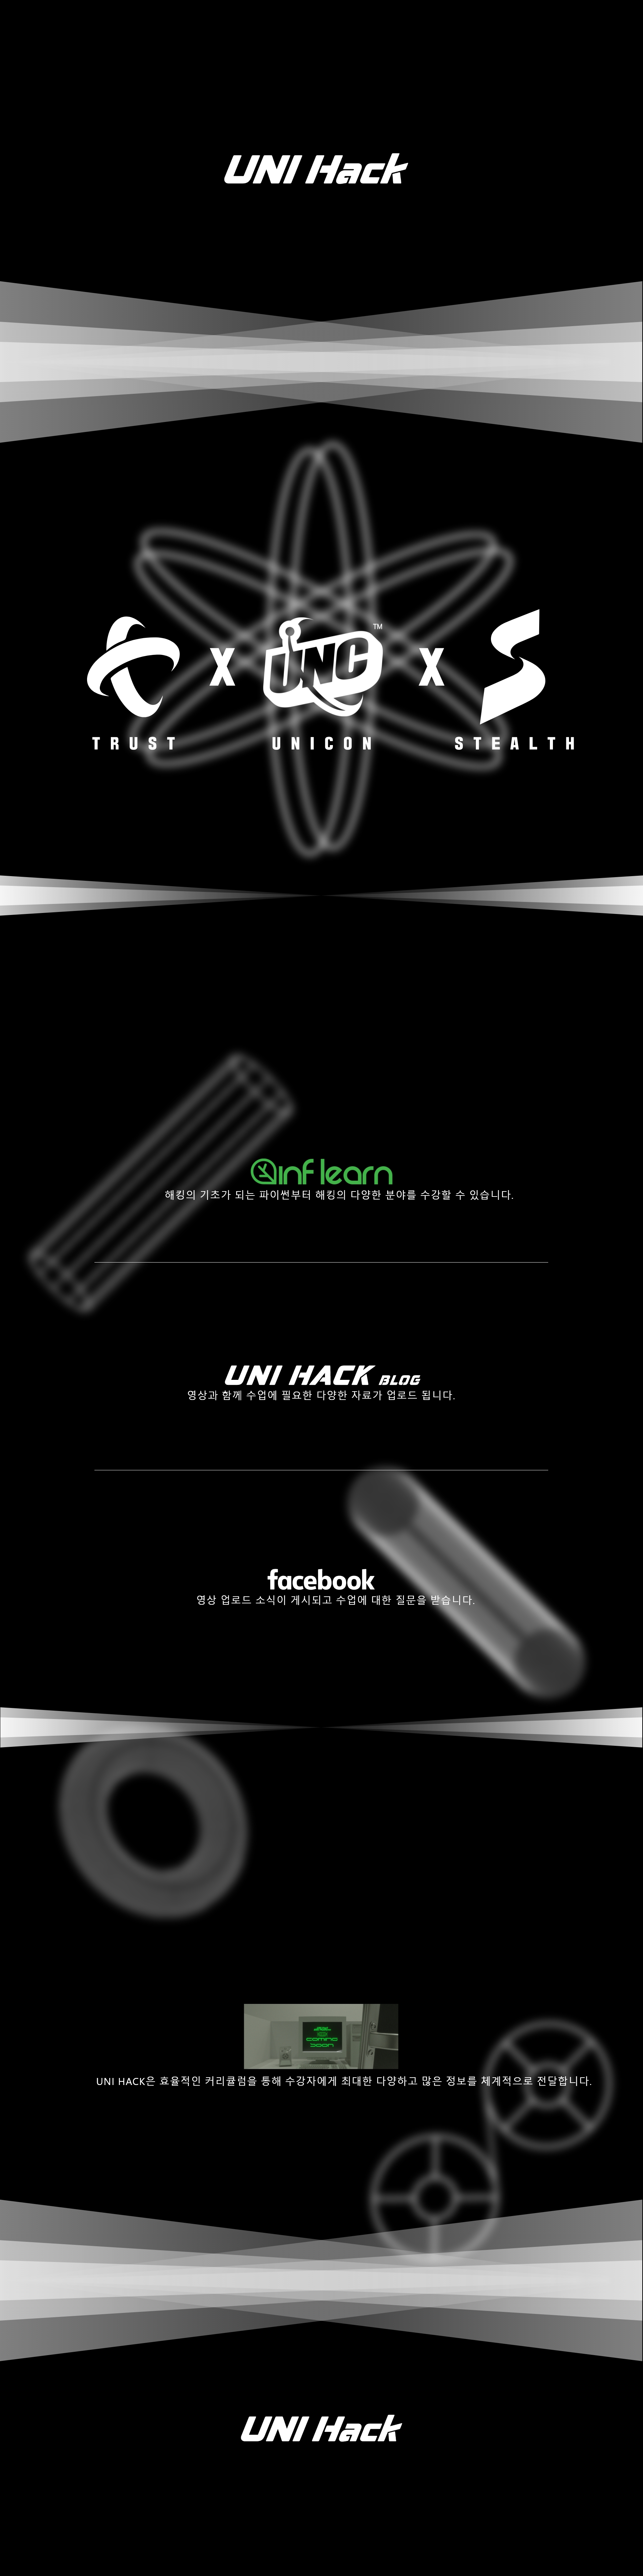 UNI Hack
TM
UNC
X X
TRUST UNICON STEALTH
inflearn
해킹의 기초가 되는 파이썬부터 해킹의 다양한 분야를 수강할 수 있습니다.
UNI HACK BLOG
영상과 함께 수업에 필요한 다양한 자료가 업로드 됩니다.
facebook
영상 업로드 소식이 게시되고 수업에 대한 질문을 받습니다.
COMING
SOON
UNI HACK은 효율적인 커리큘럼을 통해 수강자에게 최대한 다양하고 많은 정보를 체계적으로 전달합니다.
UNI Hack